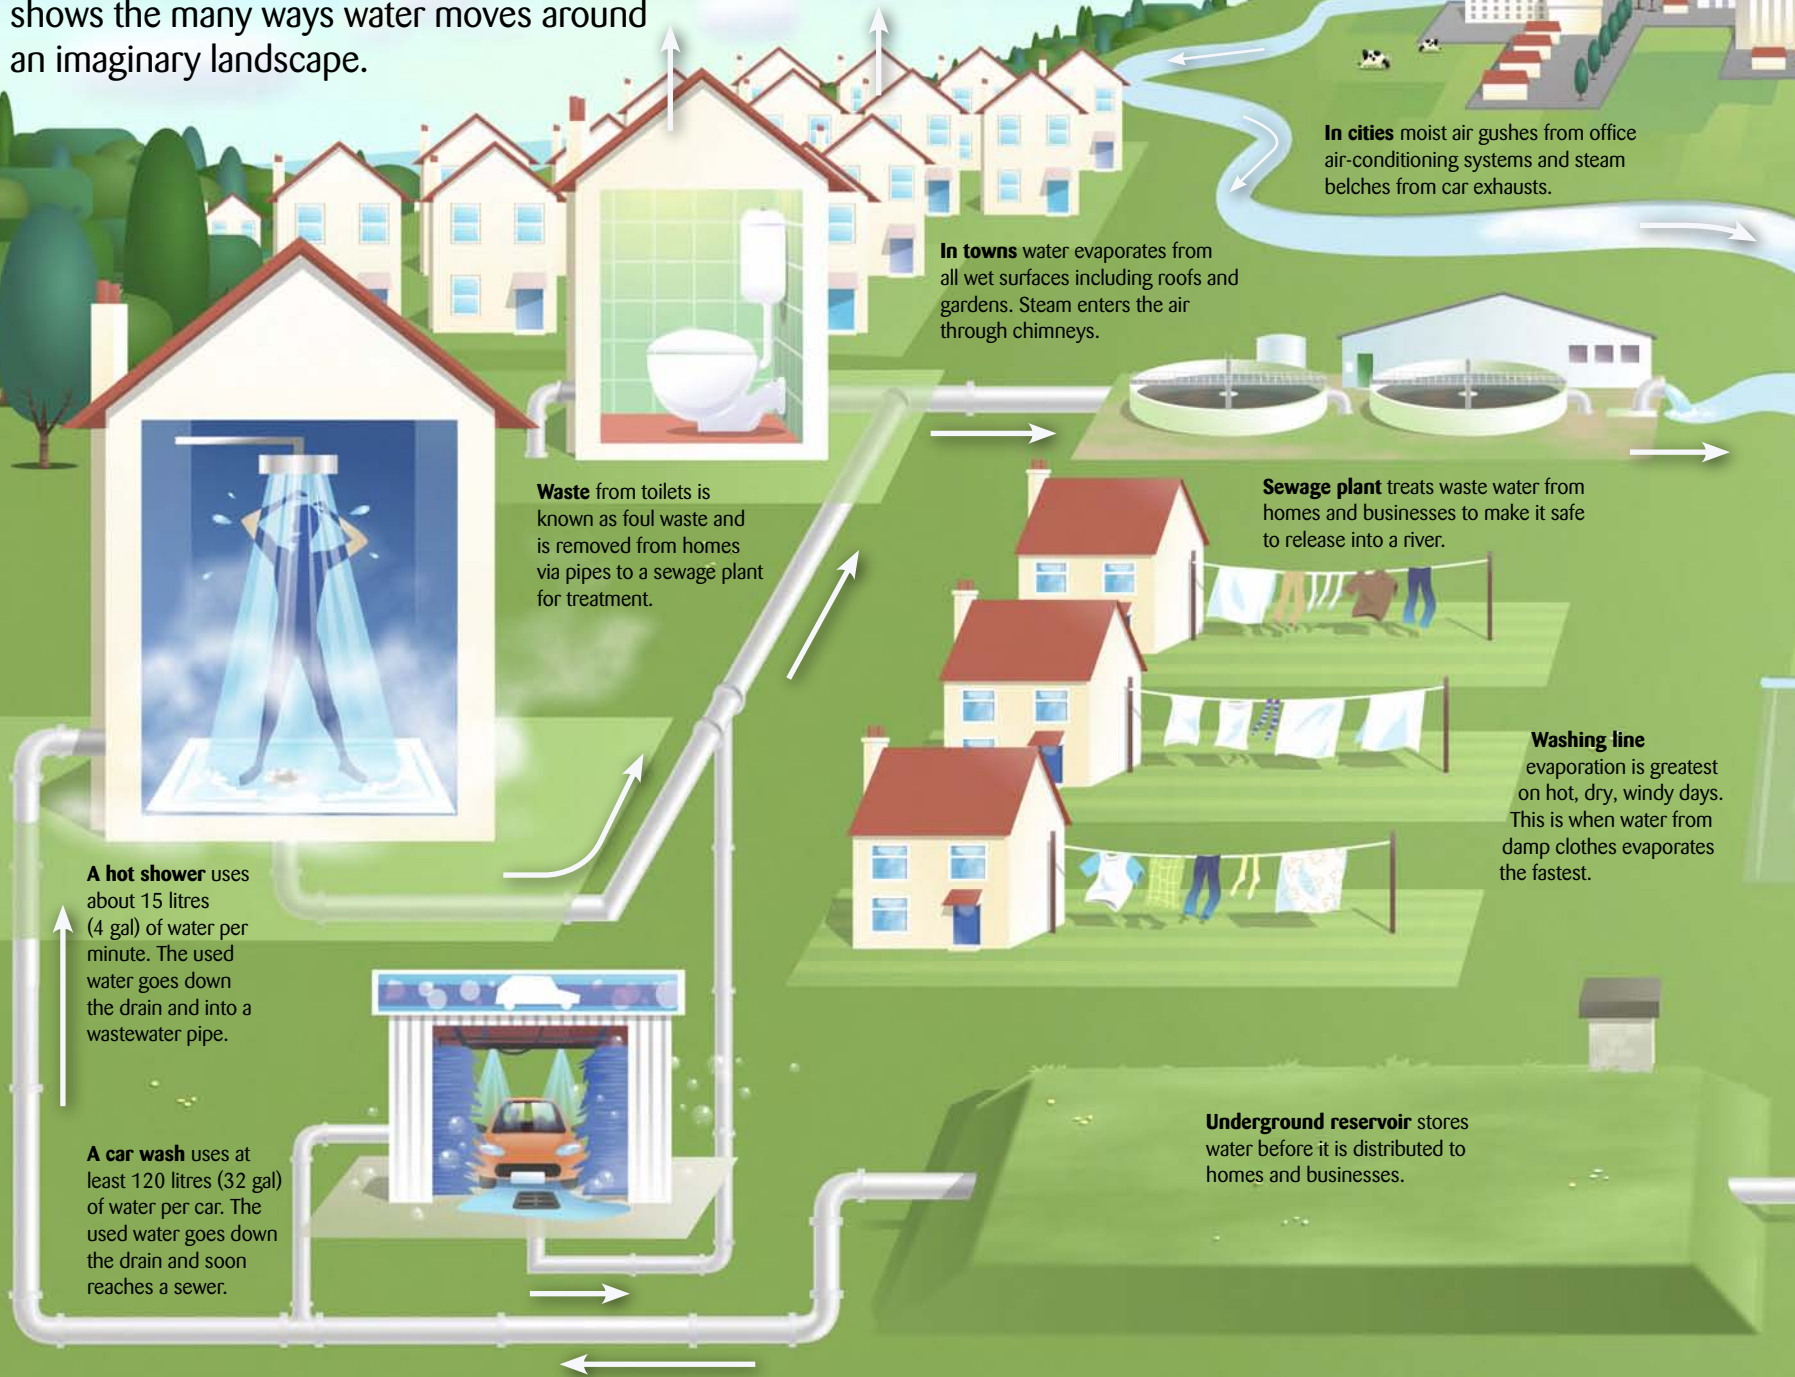 shows the many ways water moves around
an imaginary landscape.
In cities moist air gushes from office
air-conditioning systems and steam
belches from car exhausts.
In towns water evaporates from
all wet surfaces including roofs and
gardens. Steam enters the air
through chimneys.
Waste from toilets is
known as foul waste and
is removed from homes
via pipes to a sewage plant
for treatment.
Sewage plant treats waste water from
homes and businesses to make it safe
to release into a river.
Washing line
evaporation is greatest
on hot, dry, windy days.
This is when water from
damp clothes evaporates
the fastest.
A hot shower uses
about 15 litres
(4 gal) of water per
minute. The used
water goes down
the drain and into a
wastewater pipe.
A car wash uses at
least 120 litres (32 gal)
of water per car. The
used water goes down
the drain and soon
reaches a sewer.
Underground reservoir stores
water before it is distributed to
homes and businesses.